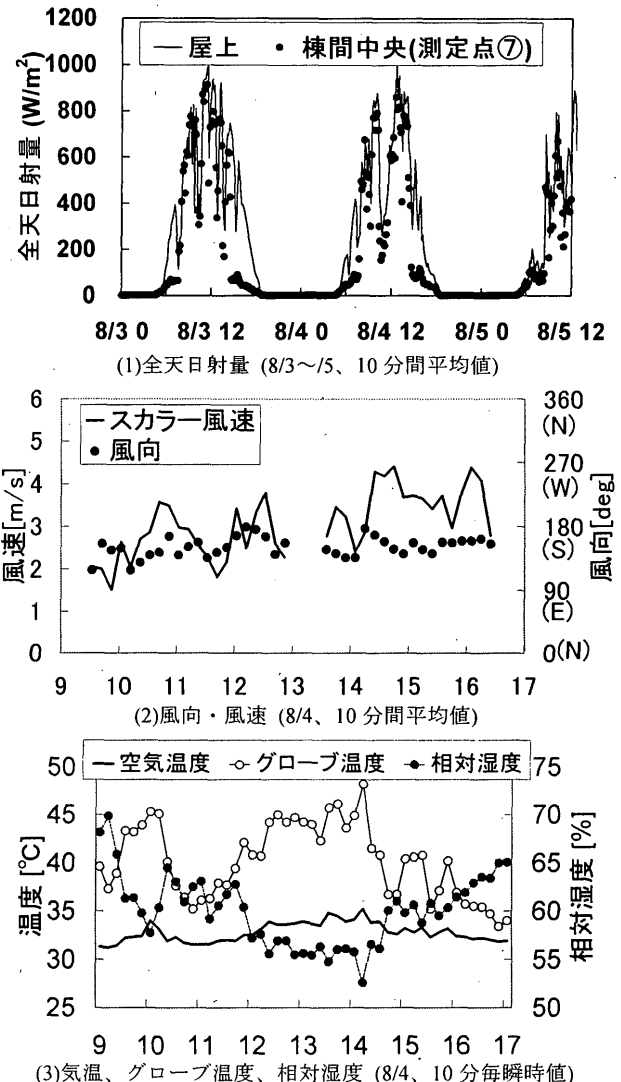 1200
1000
800
600
400
200
0
全天日射量 (W/m²)
屋上 ● 棟間中央(測定点⑦)
8/3 0 8/3 12 8/4 0 8/4 12 8/5 0 8/5 12
(1)全天日射量 (8/3～/5、10 分間平均値)
6
5
4
3
2
1
0
風速[m/s]
スカラー風速
風向
360
(N)
270
(W)
180
(S)
90
(E)
0(N)
風向[deg]
9 10 11 12 13 14 15 16 17
(2)風向・風速 (8/4、10 分間平均値)
50
45
40
35
30
25
温度 [℃]
空気温度 グローブ温度 相対湿度
75
70
65
60
55
50
相対湿度 [%]
9 10 11 12 13 14 15 16 17
(3)気温、グローブ温度、相対湿度 (8/4、10 分毎瞬時値)